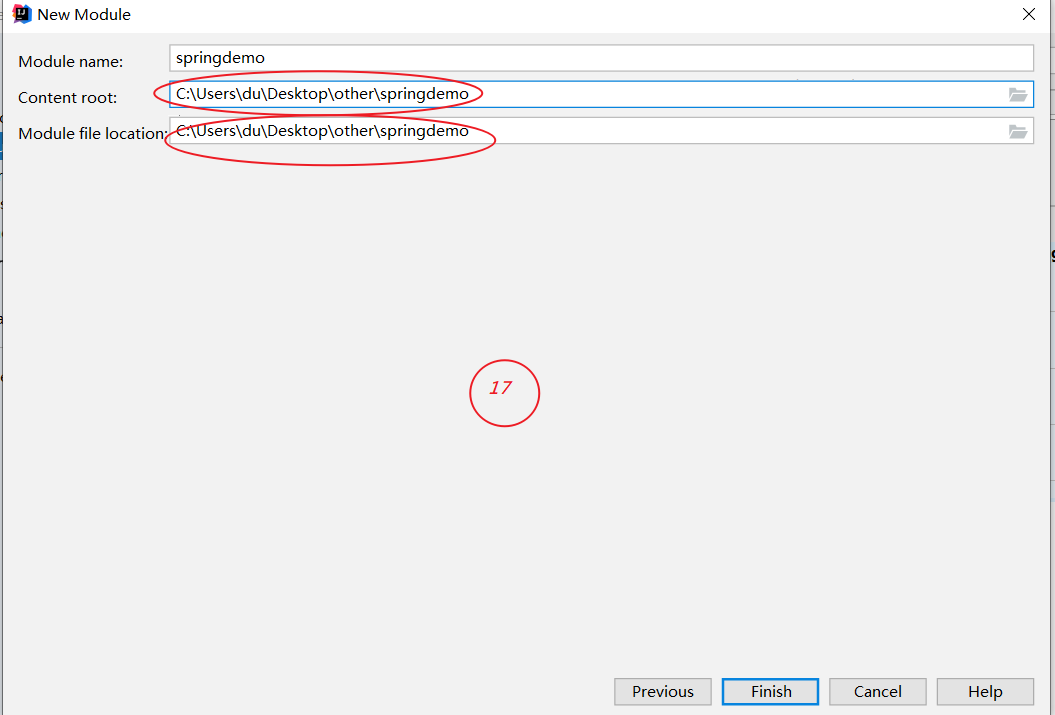 New Module
Module name: springdemo
Content root: C:\Users\du\Desktop\other\springdemo
Module file location: C:\Users\du\Desktop\other\springdemo
17
Previous Finish Cancel Help